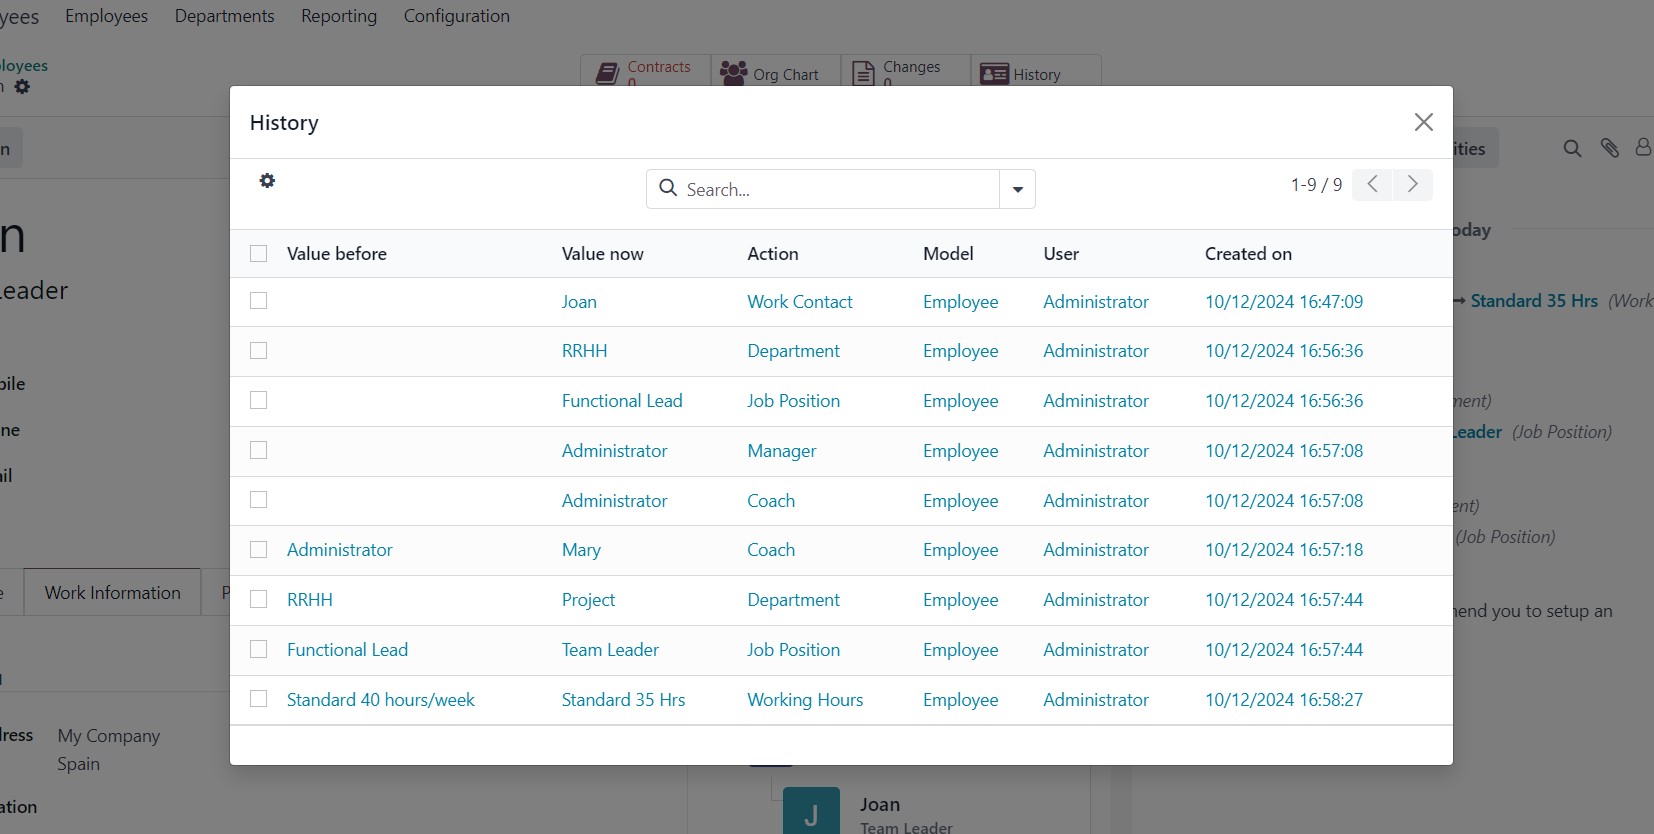 yees Employees Departments Reporting Configuration
ployees
n
Contracts
0
Org Chart
Changes
0
History
n
ities
History
Search...
1-9 / 9
Value before Value now Action Model User Created on
Joan Work Contact Employee Administrator 10/12/2024 16:47:09
RRHH Department Employee Administrator 10/12/2024 16:56:36
Functional Lead Job Position Employee Administrator 10/12/2024 16:56:36
Administrator Manager Employee Administrator 10/12/2024 16:57:08
Administrator Coach Employee Administrator 10/12/2024 16:57:08
Administrator Mary Coach Employee Administrator 10/12/2024 16:57:18
RRHH Project Department Employee Administrator 10/12/2024 16:57:44
Functional Lead Team Leader Job Position Employee Administrator 10/12/2024 16:57:44
Standard 40 hours/week Standard 35 Hrs Working Hours Employee Administrator 10/12/2024 16:58:27
n
Leader
bile
ne
ail
e Work Information P
dress My Company
Spain
ation
oday
→ Standard 35 Hrs (Work
ment)
Leader (Job Position)
ent)
(Job Position)
mend you to setup an
J Joan
Team Leader